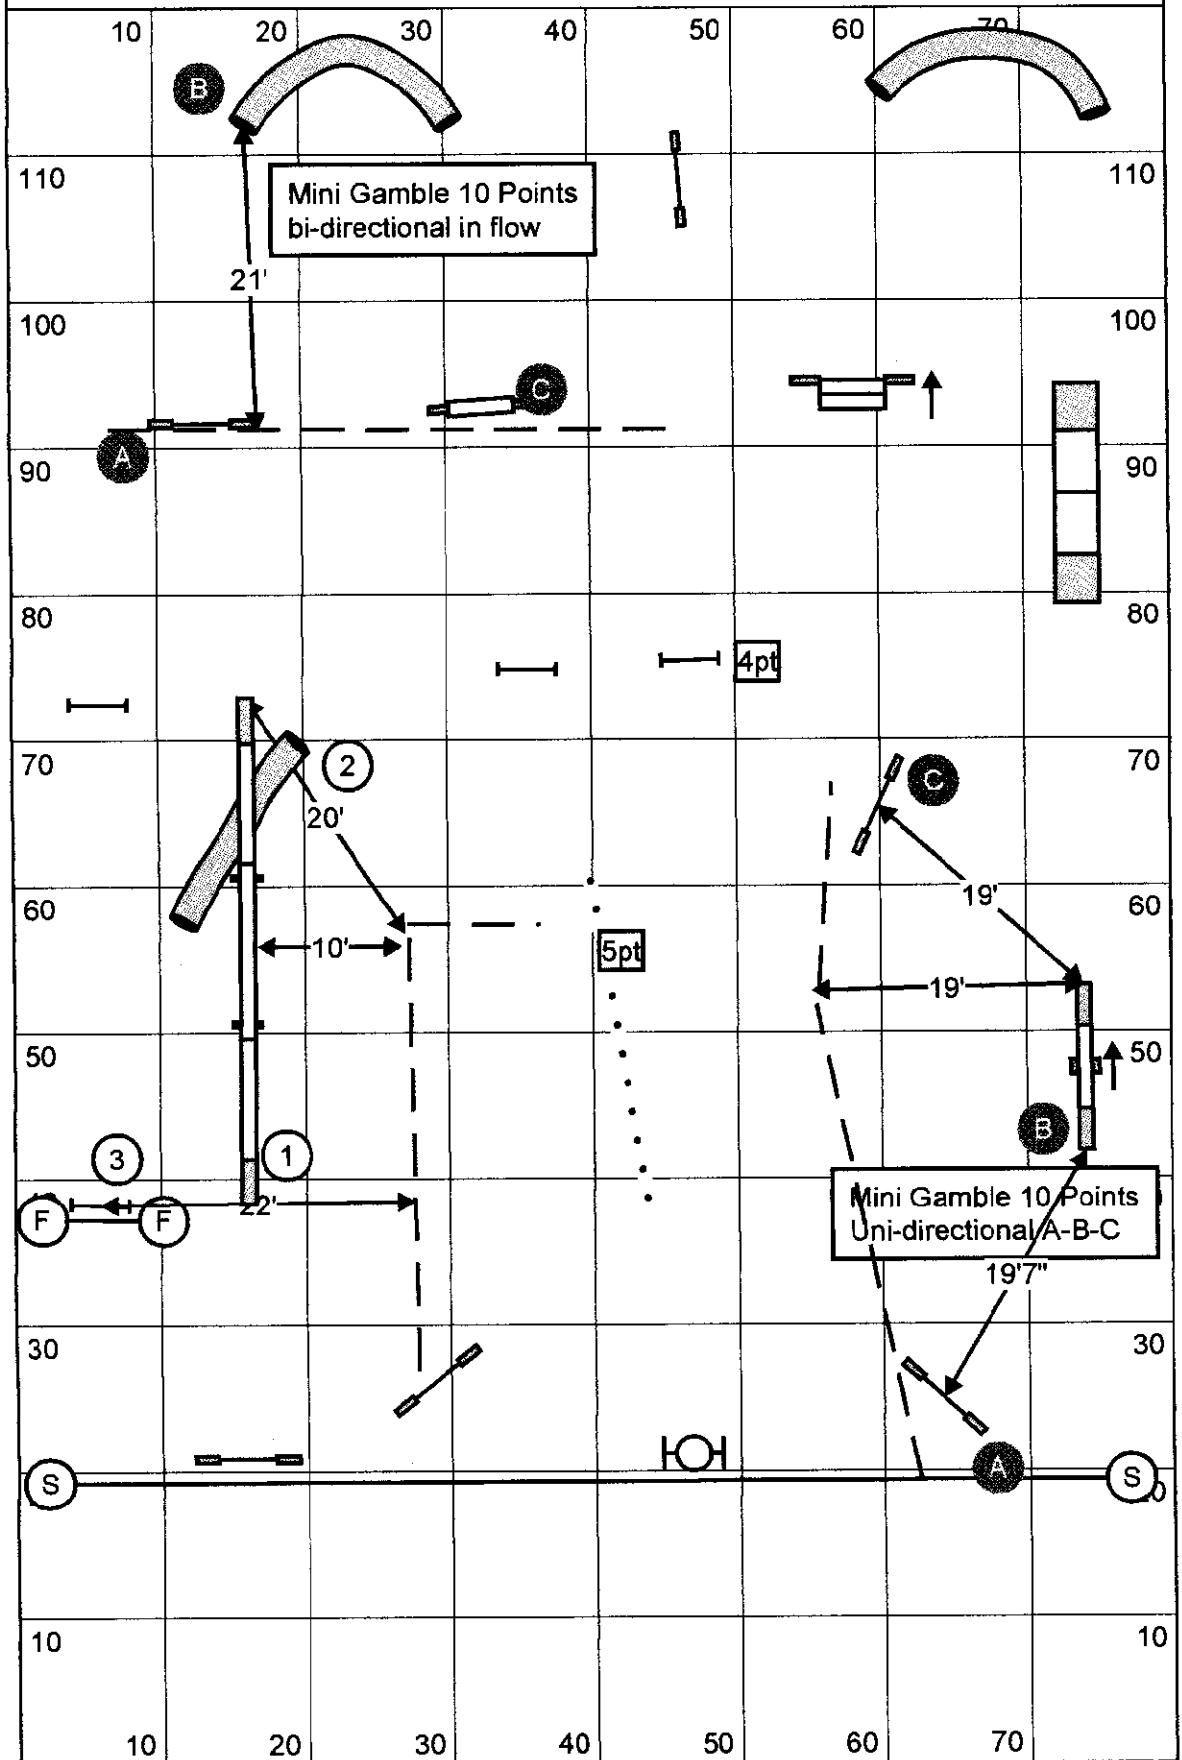 10 20 30 40 50 60 70
B
110 110
Mini Gamble 10 Points
bi-directional in flow
21'
100 100
C
A
90 90
80 80
4pt
70 70
2
C
20'
19'
60 60
10'
5pt
19'
50 50
B
3
1
Mini Gamble 10 Points
Uni-directional A-B-C
22'
F F
19'7"
30 30
A
S S
10 10
10 20 30 40 50 60 70